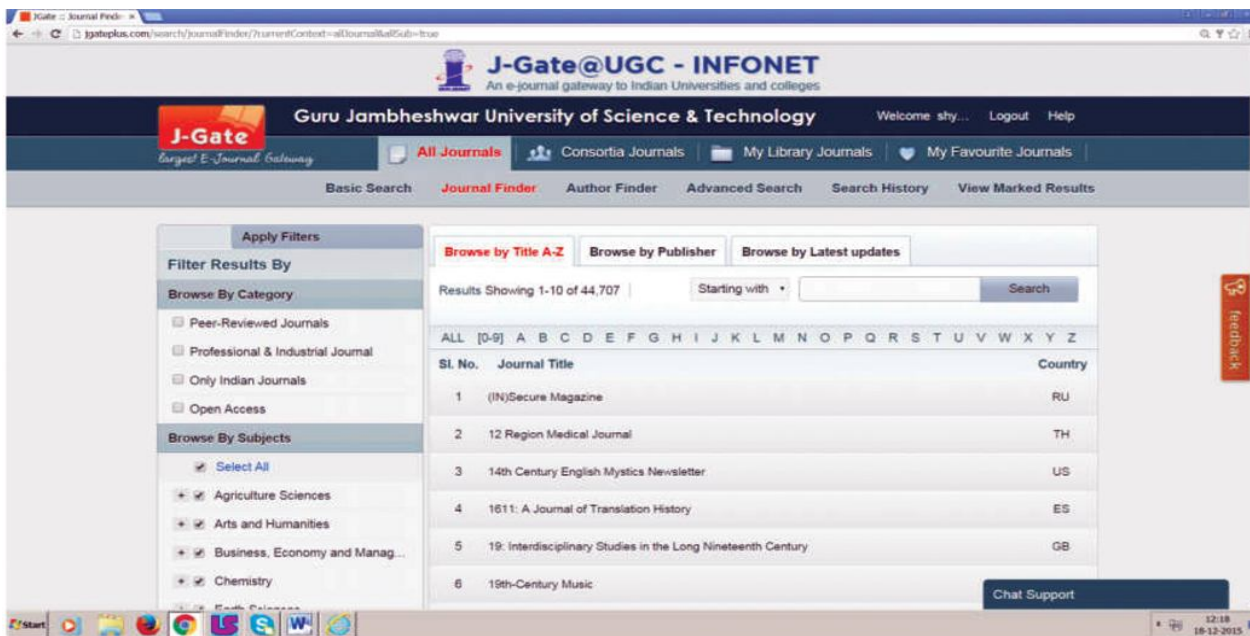 JGate :: Journal Finde
jgateplus.com/search/journalFinder/?currentContext=allJournal&allSub=true
J-Gate@UGC - INFONET
An e-journal gateway to Indian Universities and colleges
J-Gate
largest E-Journal Gateway
Guru Jambheshwar University of Science & Technology
Welcome shy... Logout Help
All Journals Consortia Journals My Library Journals My Favourite Journals
Basic Search Journal Finder Author Finder Advanced Search Search History View Marked Results
Apply Filters
Filter Results By
Browse By Category
Peer-Reviewed Journals
Professional & Industrial Journal
Only Indian Journals
Open Access
Browse By Subjects
Select All
Agriculture Sciences
Arts and Humanities
Business, Economy and Manag...
Chemistry
Earth Sciences
Browse by Title A-Z Browse by Publisher Browse by Latest updates
Results Showing 1-10 of 44,707 Starting with Search
ALL [0-9] A B C D E F G H I J K L M N O P Q R S T U V W X Y Z
Sl. No. Journal Title Country
1 (IN)Secure Magazine RU
2 12 Region Medical Journal TH
3 14th Century English Mystics Newsletter US
4 1611: A Journal of Translation History ES
5 19: Interdisciplinary Studies in the Long Nineteenth Century GB
6 19th-Century Music
feedback
Chat Support
Start
12:18
18-12-2015